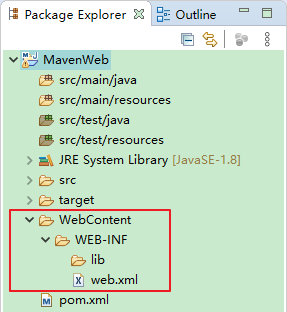 Package Explorer Outline
MavenWeb
src/main/java
src/main/resources
src/test/java
src/test/resources
JRE System Library [JavaSE-1.8]
src
target
WebContent
WEB-INF
lib
web.xml
pom.xml